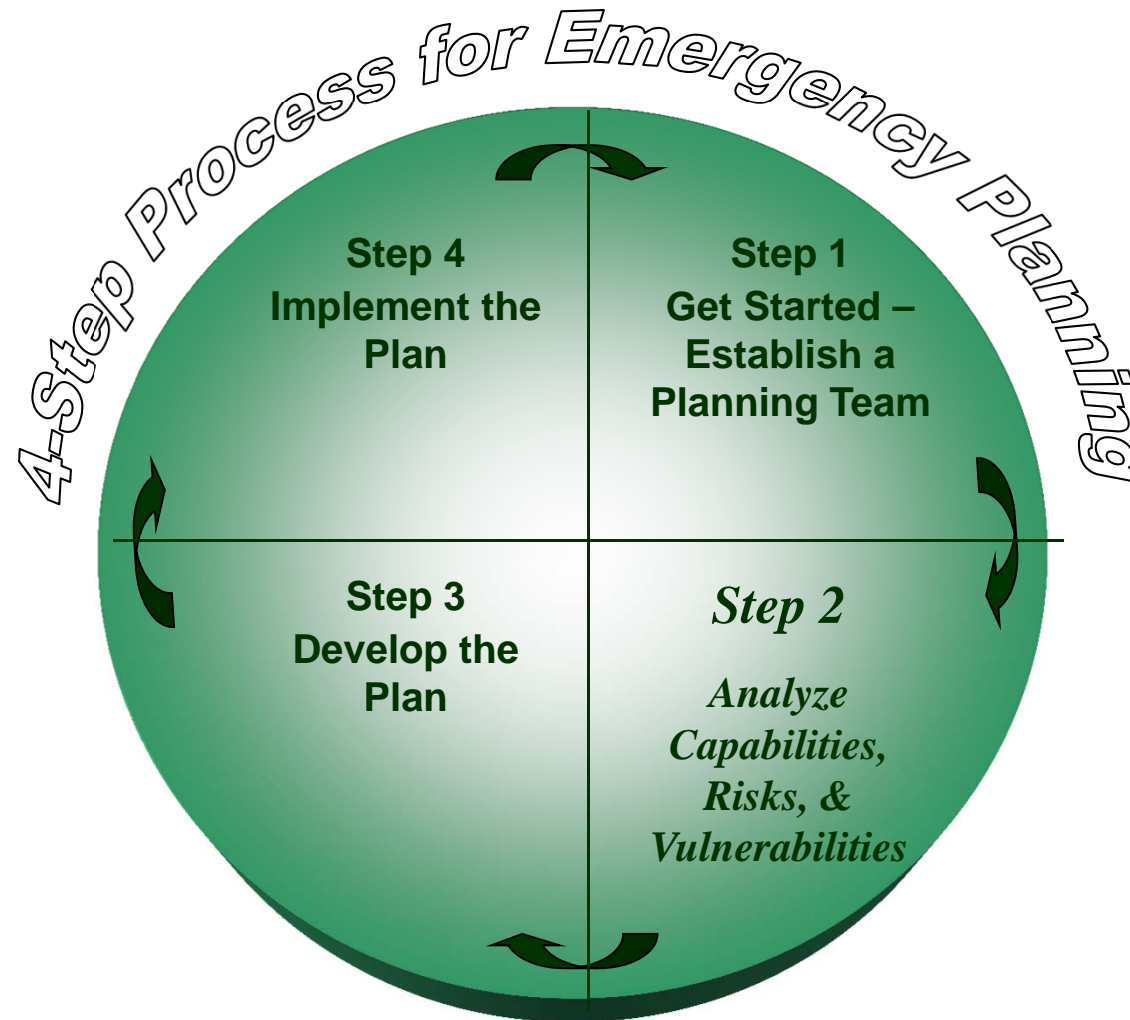 4-Step Process for Emergency Planning
Step 1
Get Started –
Establish a
Planning Team
Step 2
Analyze
Capabilities,
Risks, &
Vulnerabilities
Step 3
Develop the
Plan
Step 4
Implement the
Plan